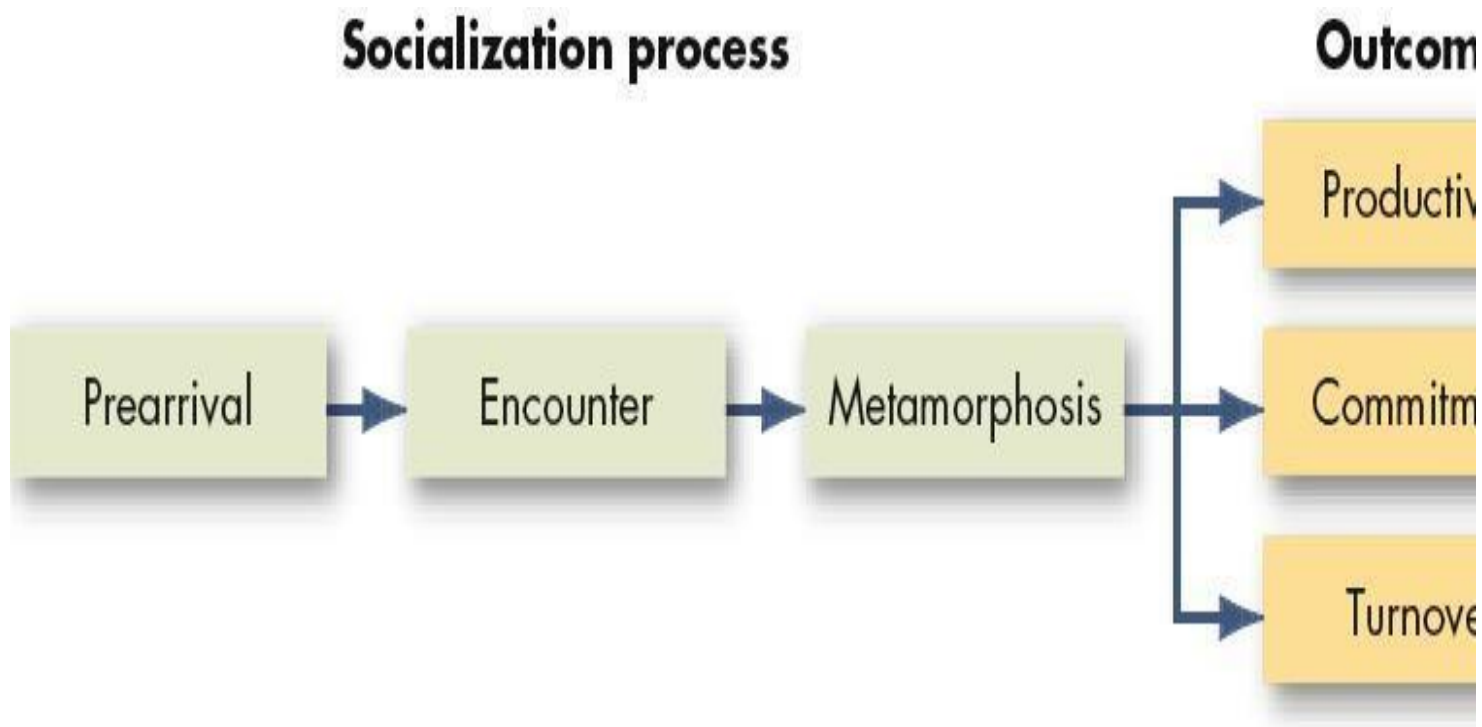 Socialization process
Outcom
Productiv
Prearrival
Encounter
Metamorphosis
Commitm
Turnove